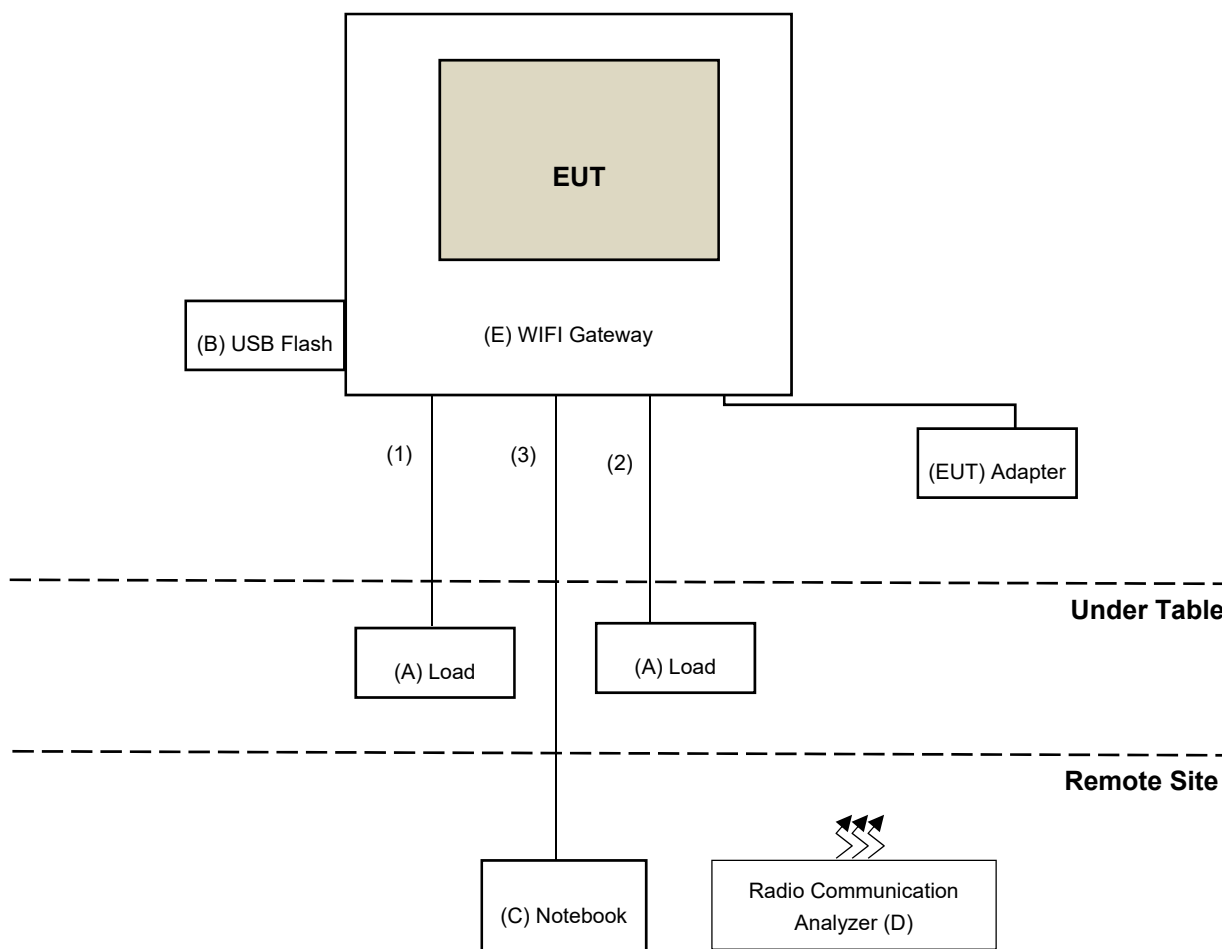 EUT
(E) WIFI Gateway
(B) USB Flash
(1)
(3)
(2)
(EUT) Adapter
Under Table
(A) Load
(A) Load
Remote Site
(C) Notebook
Radio Communication
Analyzer (D)